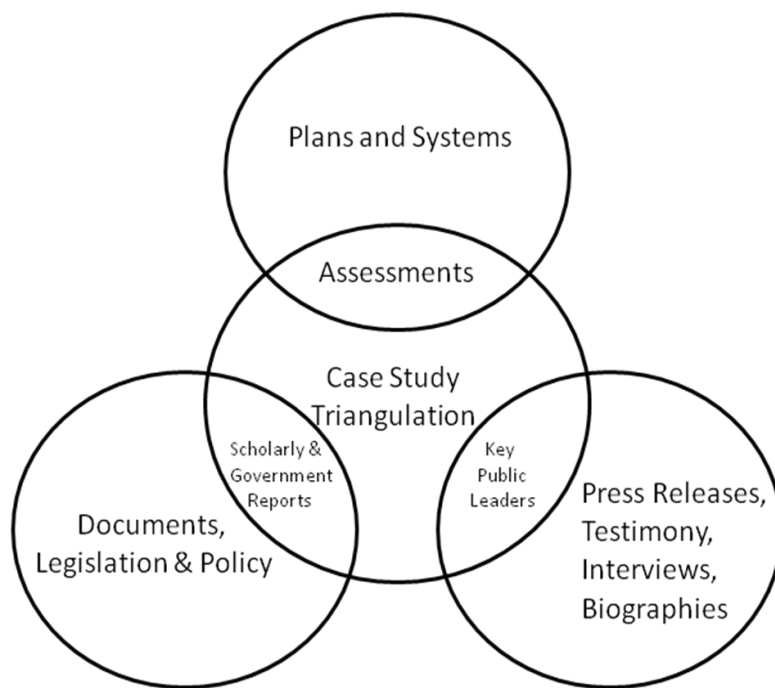 Plans and Systems
Assessments
Case Study
Triangulation
Scholarly &
Government
Reports
Key
Public
Leaders
Documents,
Legislation & Policy
Press Releases,
Testimony,
Interviews,
Biographies